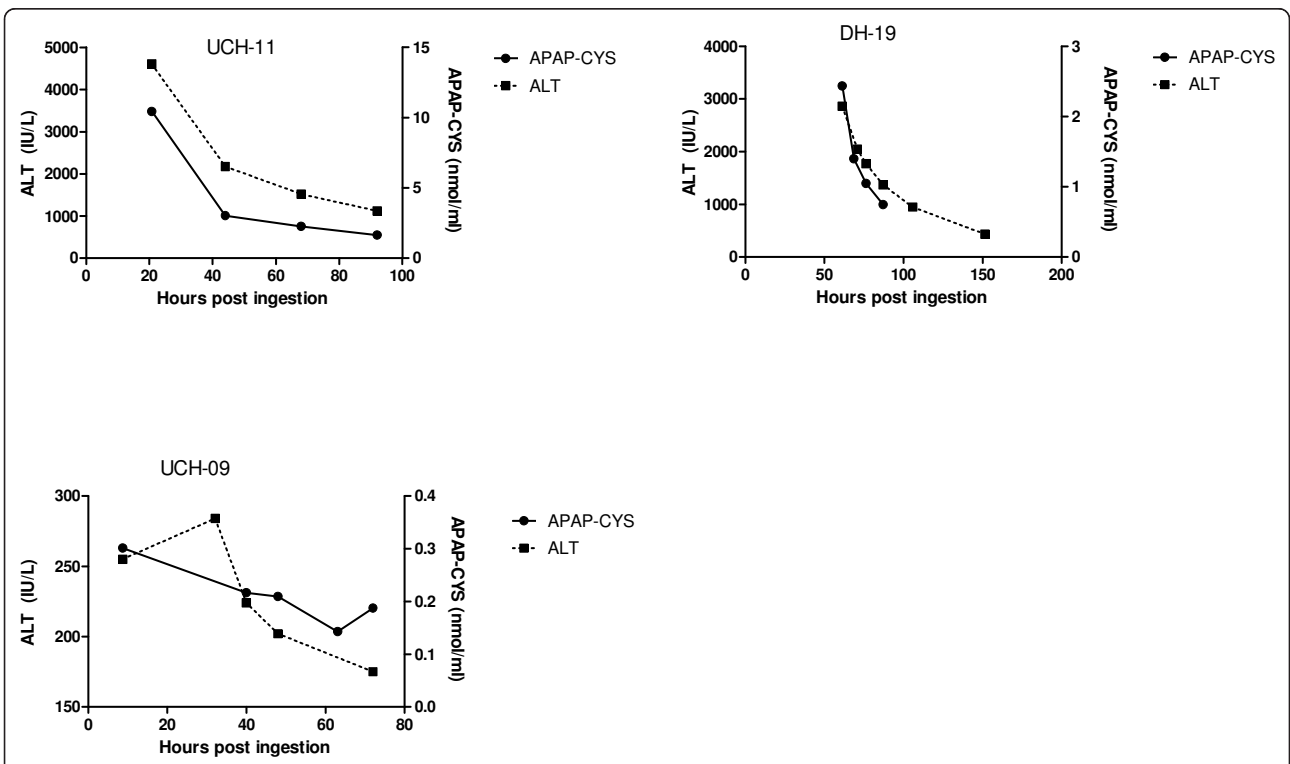 UCH-11
5000
4000
3000
2000
1000
0
ALT (IU/L)
15
10
5
0
APAP-CYS (nmol/ml)
0 20 40 60 80 100
Hours post ingestion
APAP-CYS
ALT
DH-19
4000
3000
2000
1000
0
ALT (IU/L)
3
2
1
0
APAP-CYS (nmol/ml)
0 50 100 150 200
Hours post ingestion
APAP-CYS
ALT
UCH-09
300
250
200
150
ALT (IU/L)
0.4
0.3
0.2
0.1
0.0
APAP-CYS (nmol/ml)
0 20 40 60 80
Hours post ingestion
APAP-CYS
ALT